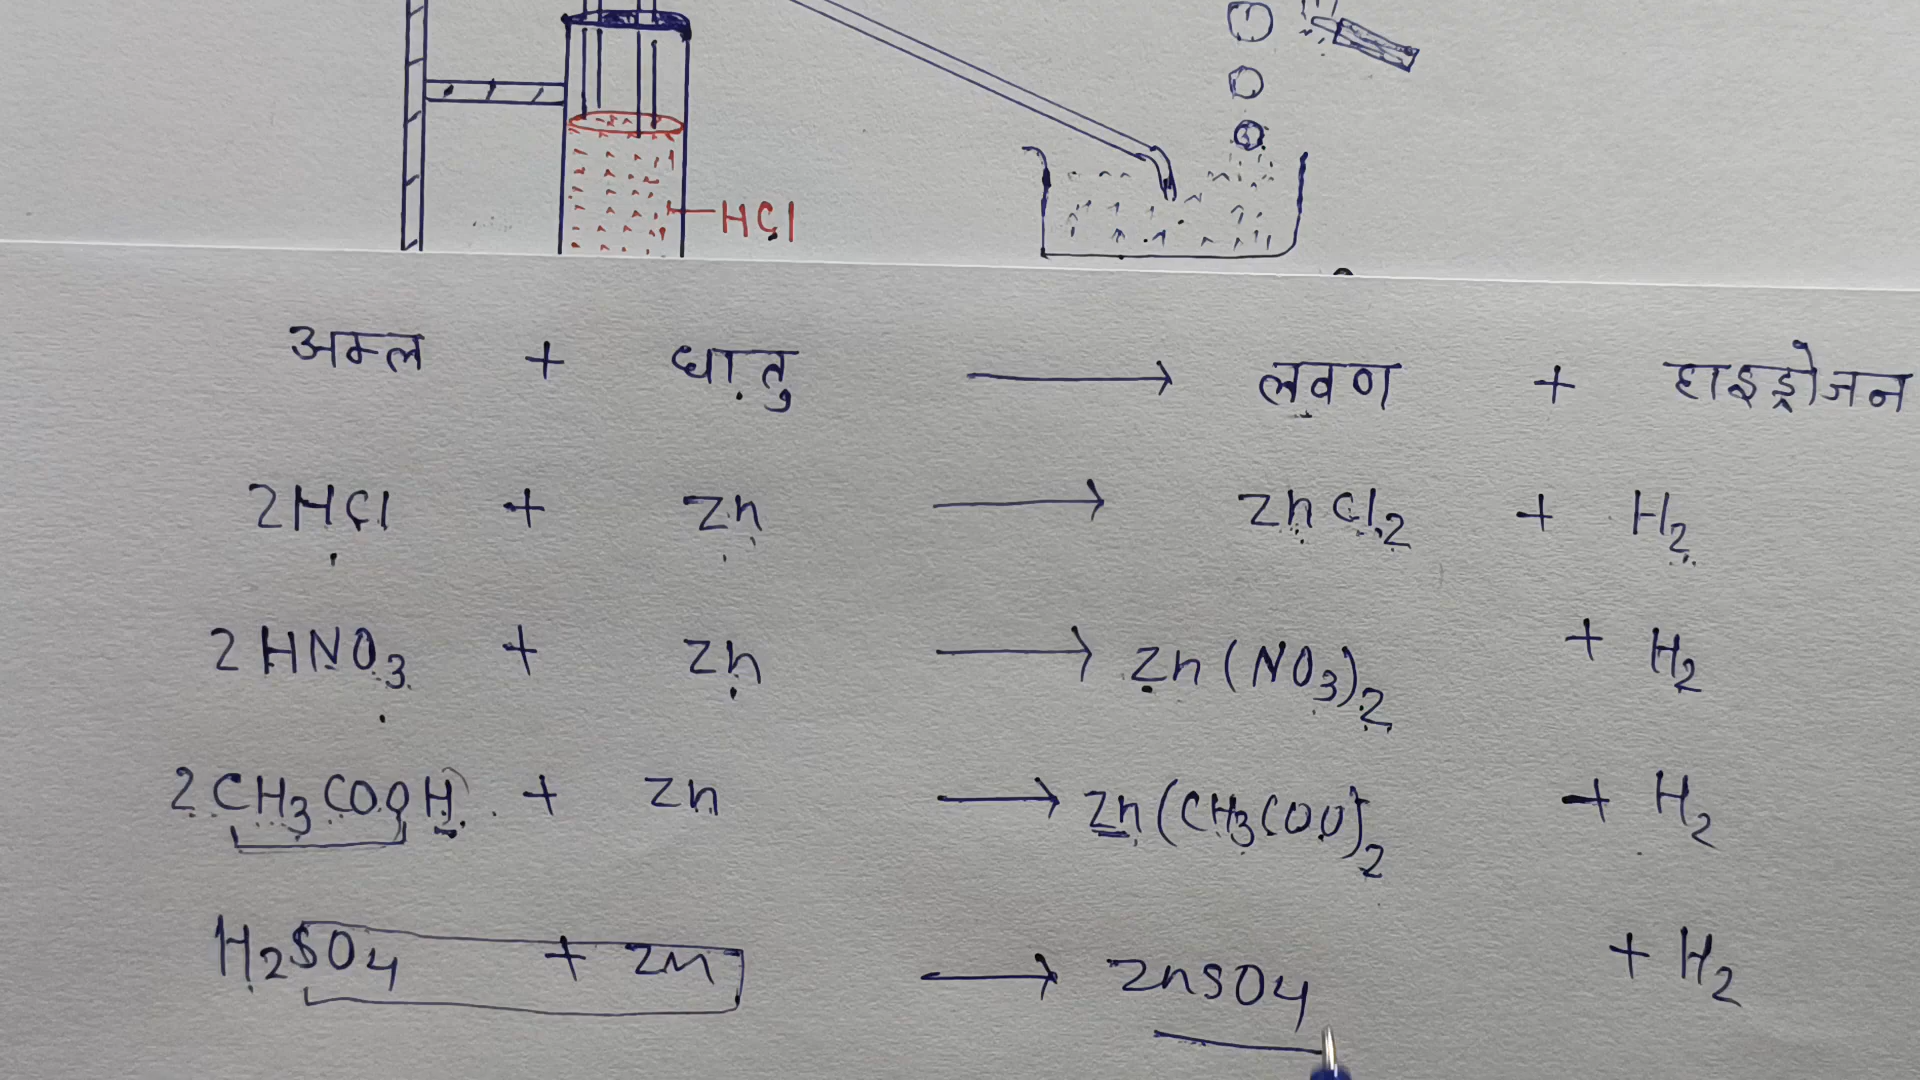 HCl
अम्ल + धातु → लवण + हाइड्रोजन
2HCl + Zn → ZnCl₂ + H₂
2HNO₃ + Zn → Zn(NO₃)₂ + H₂
2CH₃COOH + Zn → Zn(CH₃COO)₂ + H₂
H₂SO₄ + Zn → ZnSO₄ + H₂